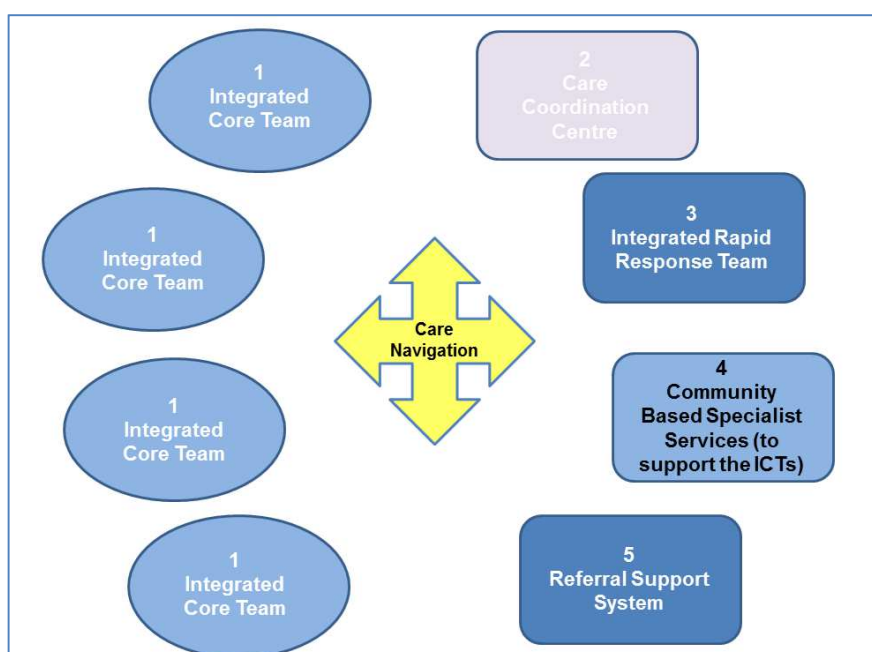 1
Integrated
Core Team
2
Care
Coordination
Centre
1
Integrated
Core Team
3
Integrated Rapid
Response Team
Care
Navigation
1
Integrated
Core Team
4
Community
Based Specialist
Services (to
support the ICTs)
1
Integrated
Core Team
5
Referral Support
System